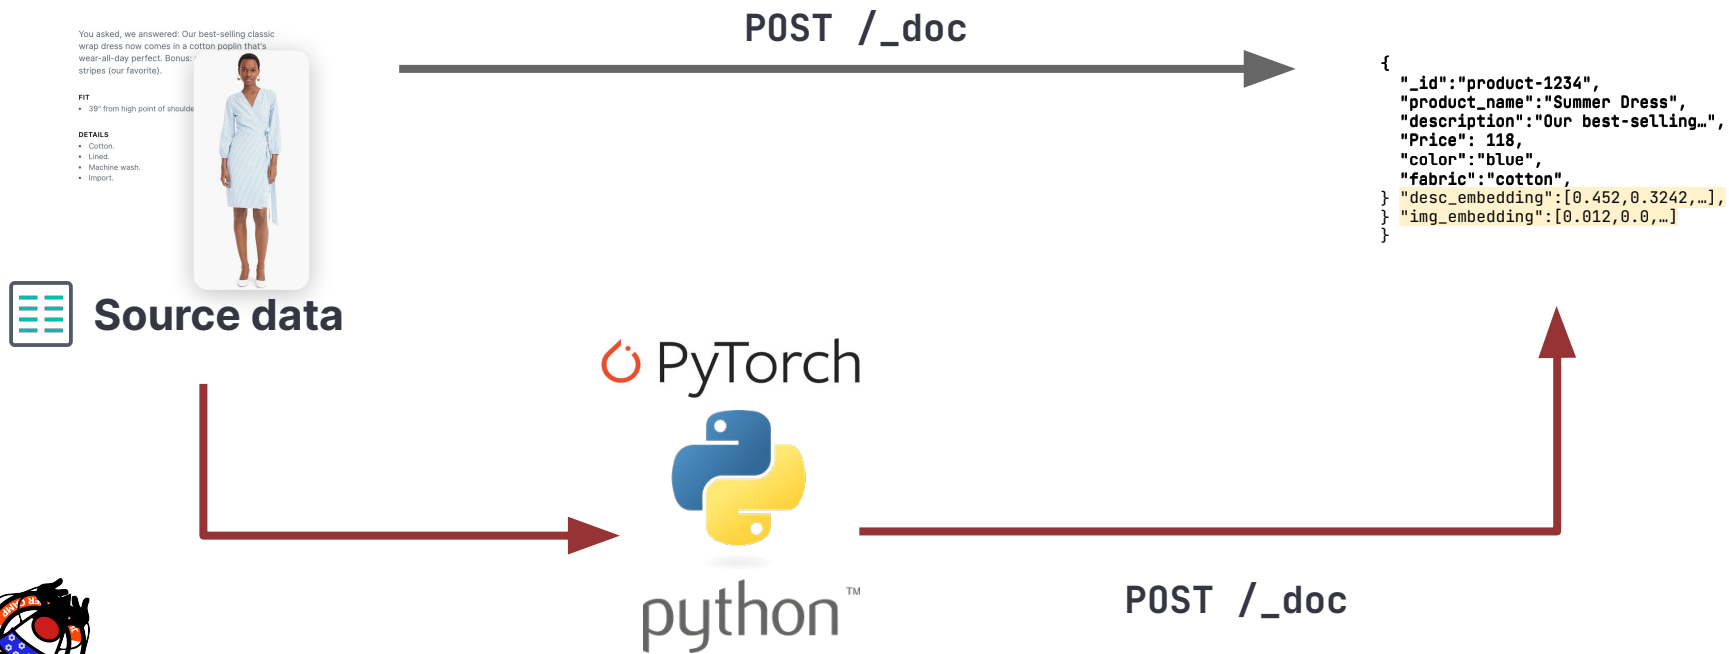 POST /_doc
You asked, we answered: Our best-selling classic
wrap dress now comes in a cotton poplin that's
wear-all-day perfect. Bonus:
stripes (our favorite).
FIT
• 39" from high point of shoulde
DETAILS
• Cotton.
• Lined.
• Machine wash.
• Import.
Source data
{
"_id":"product-1234",
"product_name":"Summer Dress",
"description":"Our best-selling…",
"Price": 118,
"color":"blue",
"fabric":"cotton",
} "desc_embedding":[0.452,0.3242,…],
} "img_embedding":[0.012,0.0,…]
}
PyTorch
python™
POST /_doc